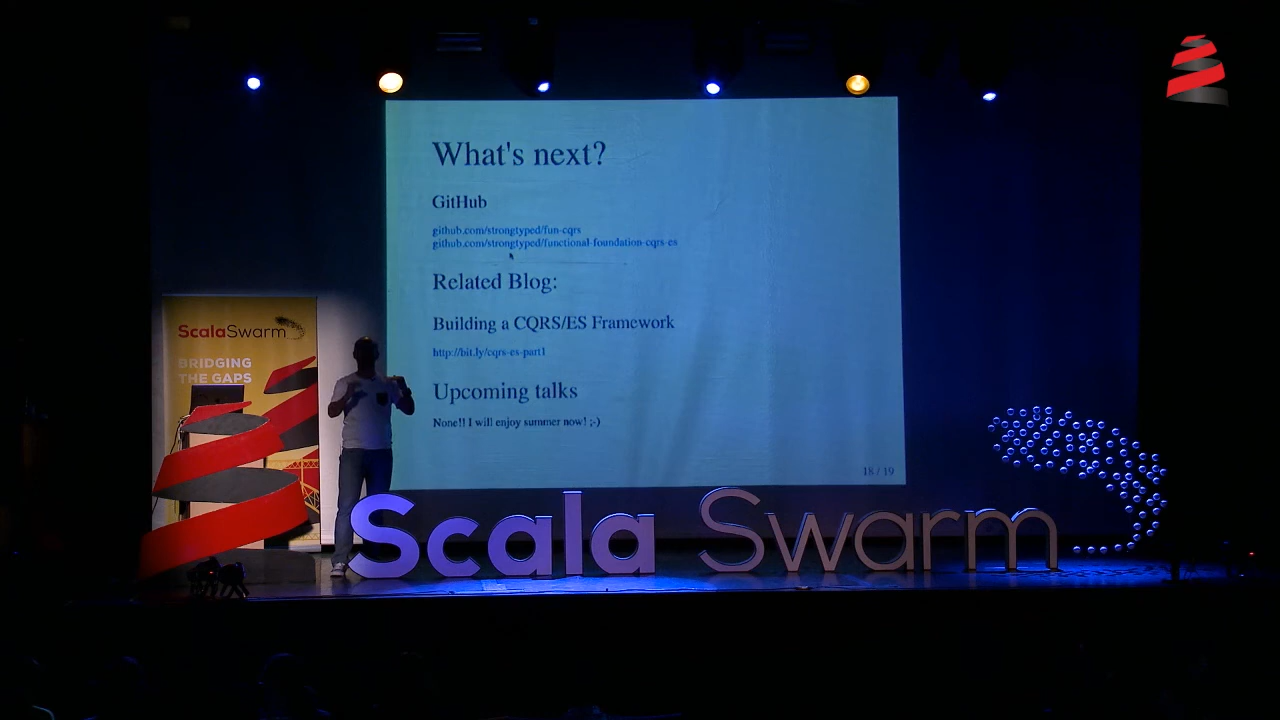 What's next?
GitHub
github.com/strongtyped/fun-cqrs
github.com/strongtyped/functional-foundation-cqrs-es
Related Blog:
Building a CQRS/ES Framework
http://bit.ly/cqrs-es-part1
Upcoming talks
None!! I will enjoy summer now! ;-)
18 / 19
ScalaSwarm
BRIDGING
THE GAPS
Scala Swarm